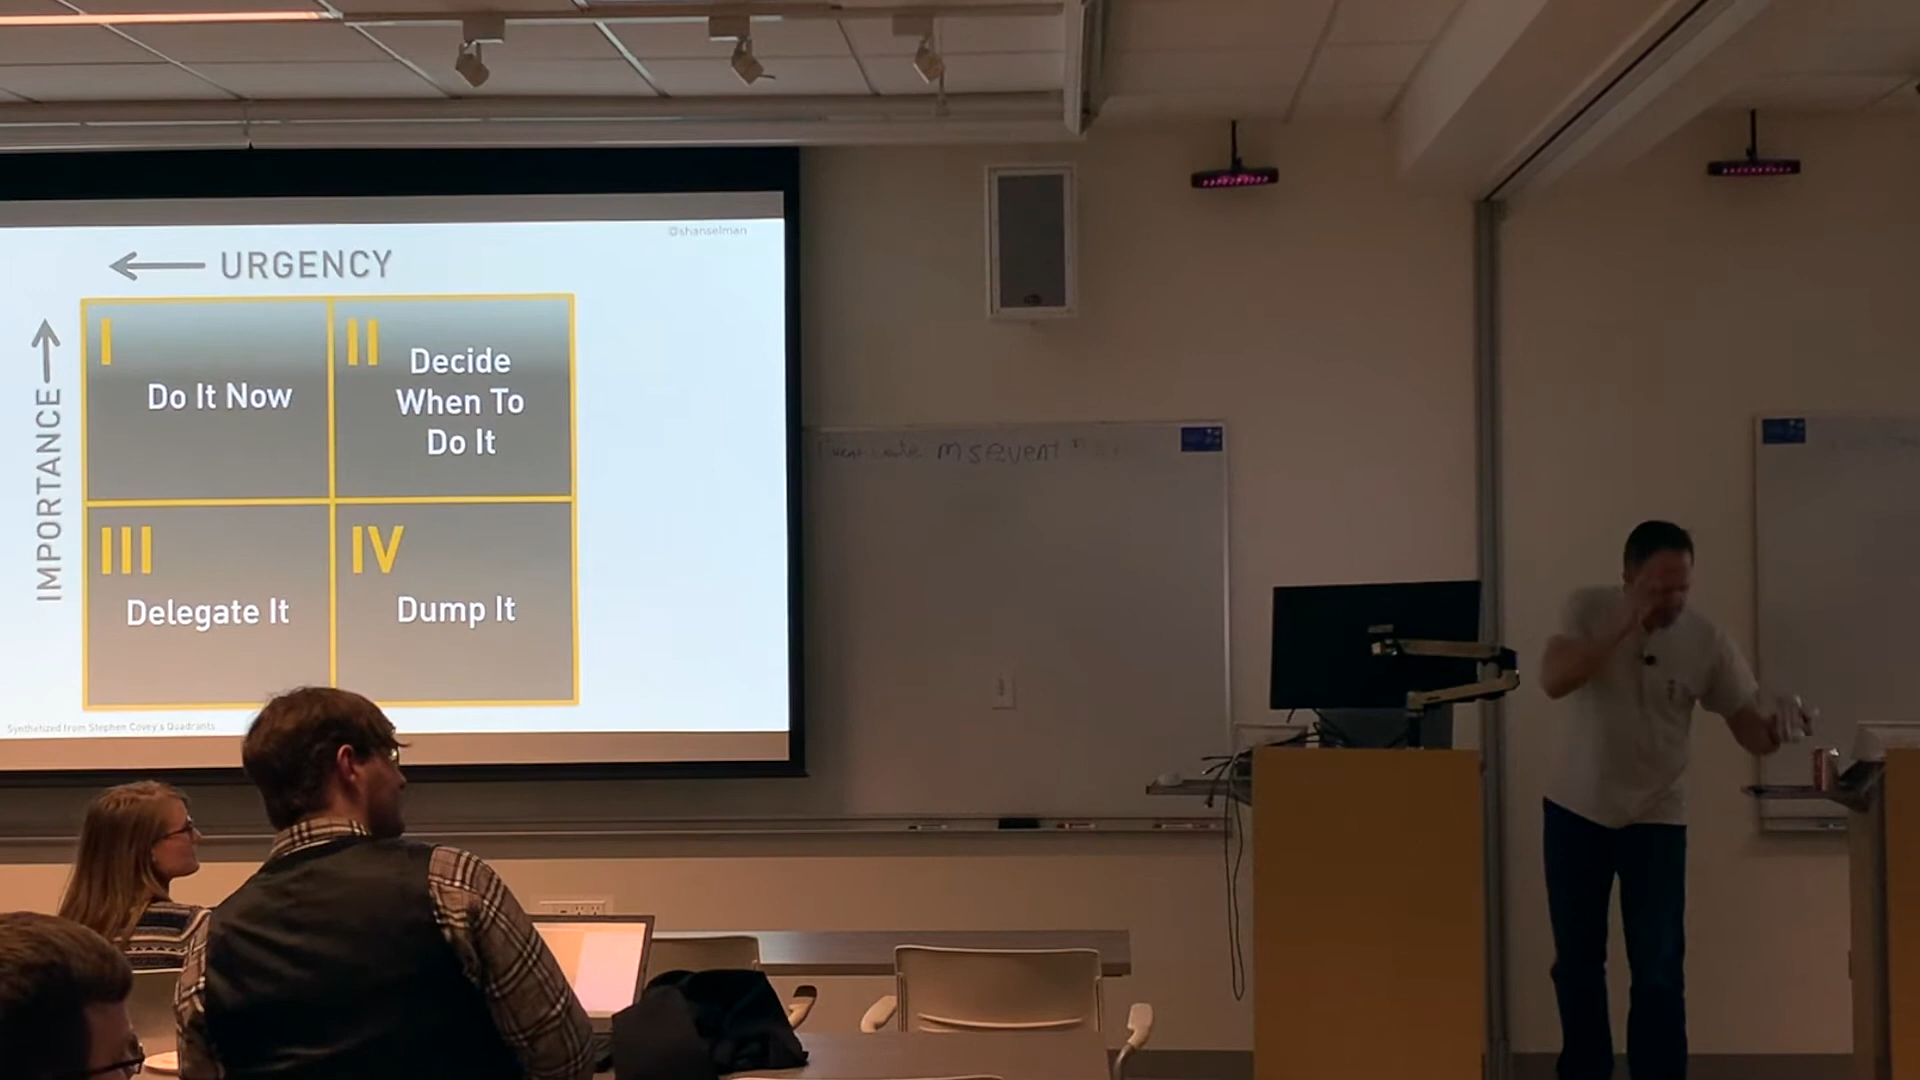 @shanselman
← URGENCY
IMPORTANCE →
I
Do It Now
II
Decide
When To
Do It
III
Delegate It
IV
Dump It
Synthetized from Stephen Covey's Quadrants
msevent